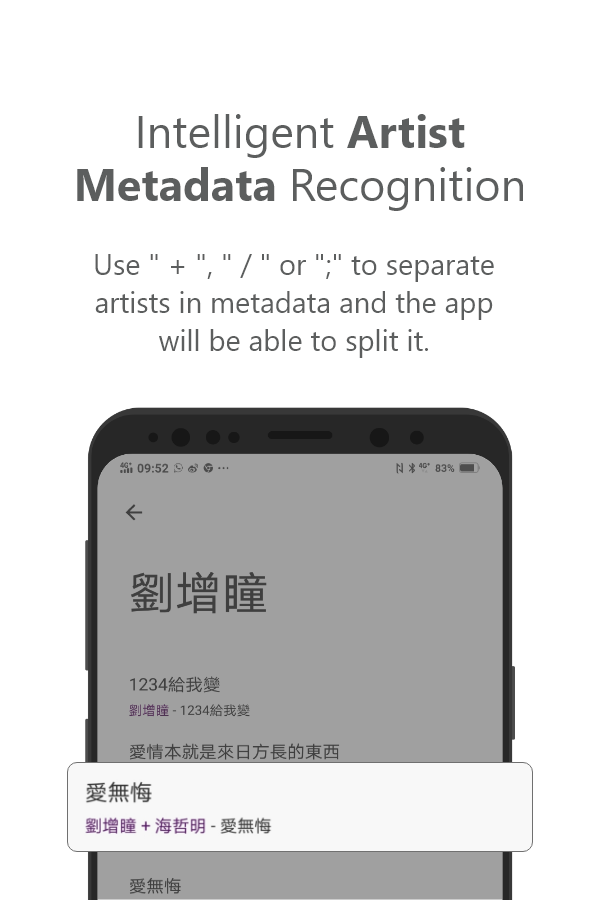 Intelligent Artist
Metadata Recognition
Use " + ", " / " or ";" to separate
artists in metadata and the app
will be able to split it.
4G+ 09:52 ... 4G+ 83%
劉增瞳
1234給我變
劉增瞳 - 1234給我變
愛情本就是來日方長的東西
愛無悔
劉增瞳 + 海哲明 - 愛無悔
愛無悔